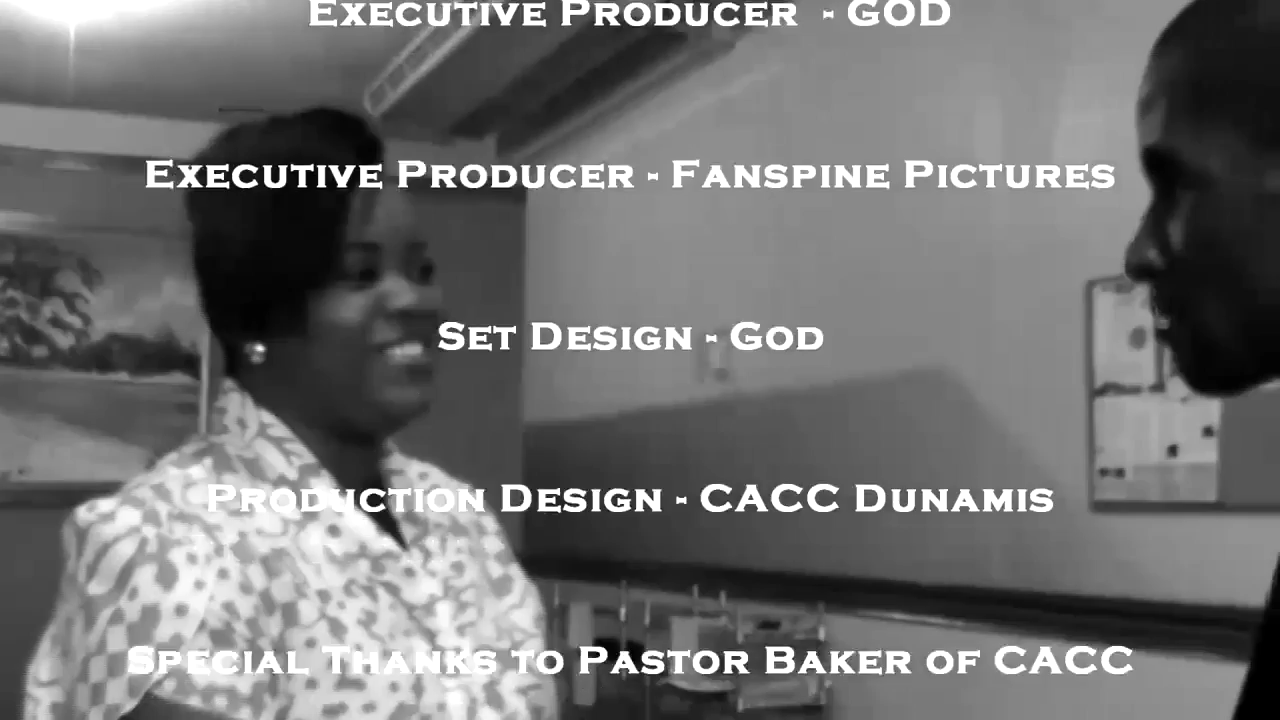 EXECUTIVE PRODUCER - GOD
EXECUTIVE PRODUCER - FANSPINE PICTURES
SET DESIGN - GOD
PRODUCTION DESIGN - CACC DUNAMIS
SPECIAL THANKS TO PASTOR BAKER OF CACC